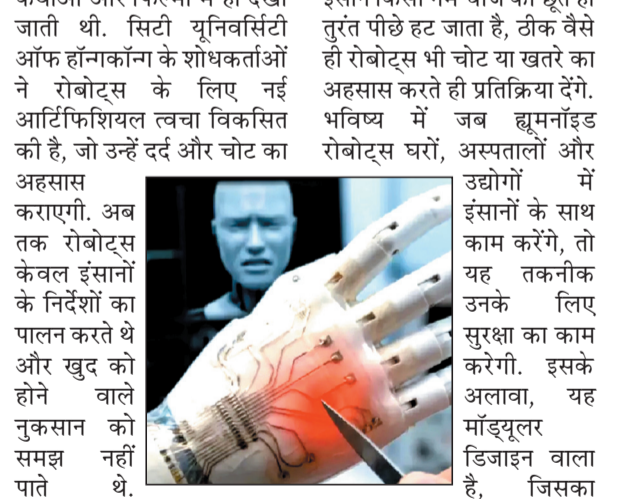 जाती थी. सिटी यूनिवर्सिटी
ऑफ हॉन्गकॉन्ग के शोधकर्ताओं
ने रोबोट्स के लिए नई
आर्टिफिशियल त्वचा विकसित
की है, जो उन्हें दर्द और चोट का
अहसास
कराएगी. अब
तक रोबोट्स
केवल इंसानों
के निर्देशों का
पालन करते थे
और खुद को
होने वाले
नुकसान को
समझ नहीं
पाते थे.
तुरंत पीछे हट जाता है, ठीक वैसे
ही रोबोट्स भी चोट या खतरे का
अहसास करते ही प्रतिक्रिया देंगे.
भविष्य में जब ह्यूमनॉइड
रोबोट्स घरों, अस्पतालों और
उद्योगों में
इंसानों के साथ
काम करेंगे, तो
यह तकनीक
उनके लिए
सुरक्षा का काम
करेगी. इसके
अलावा, यह
मॉड्यूलर
डिजाइन वाला
है, जिसका